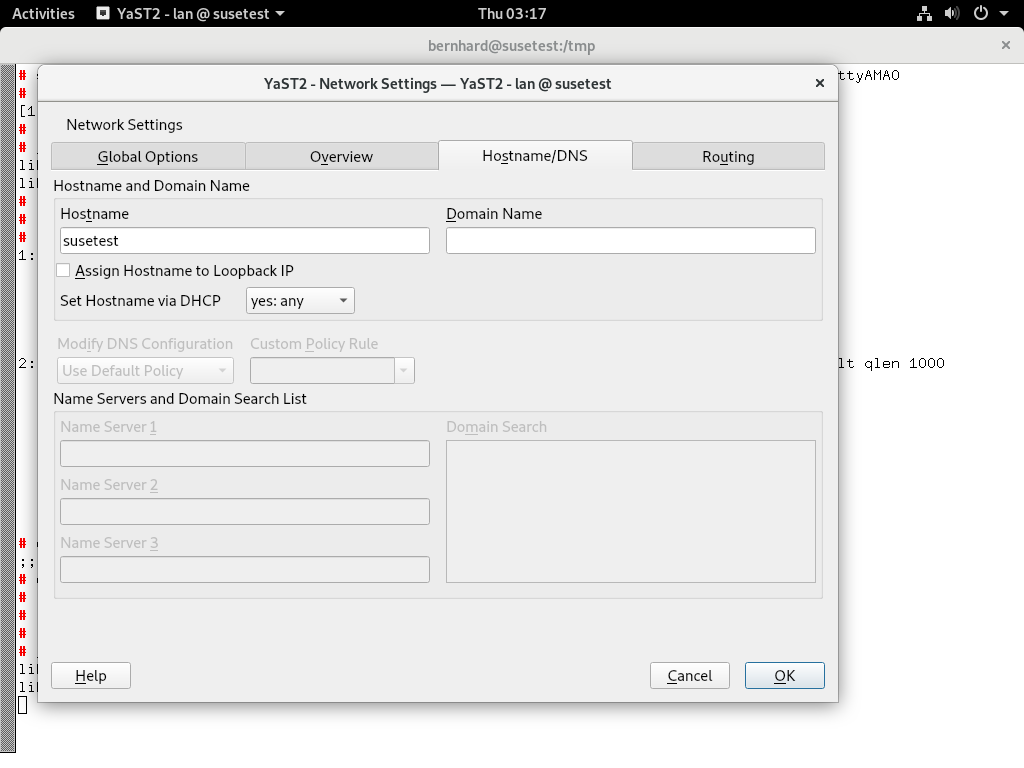 Activities YaST2 - lan @ susetest Thu 03:17
bernhard@susetest:/tmp ×
# ttyAMA0
#
[1
YaST2 - Network Settings — YaST2 - lan @ susetest ×
Network Settings
Global Options Overview Hostname/DNS Routing
Hostname and Domain Name
Hostname Domain Name
susetest
Assign Hostname to Loopback IP
Set Hostname via DHCP yes: any
Modify DNS Configuration Custom Policy Rule
Use Default Policy
Name Servers and Domain Search List
Name Server 1 Domain Search
Name Server 2
Name Server 3
Help Cancel OK
#
#
#
#
#
1:
2: lt qlen 1000
#
;;
#
#
#
#
#